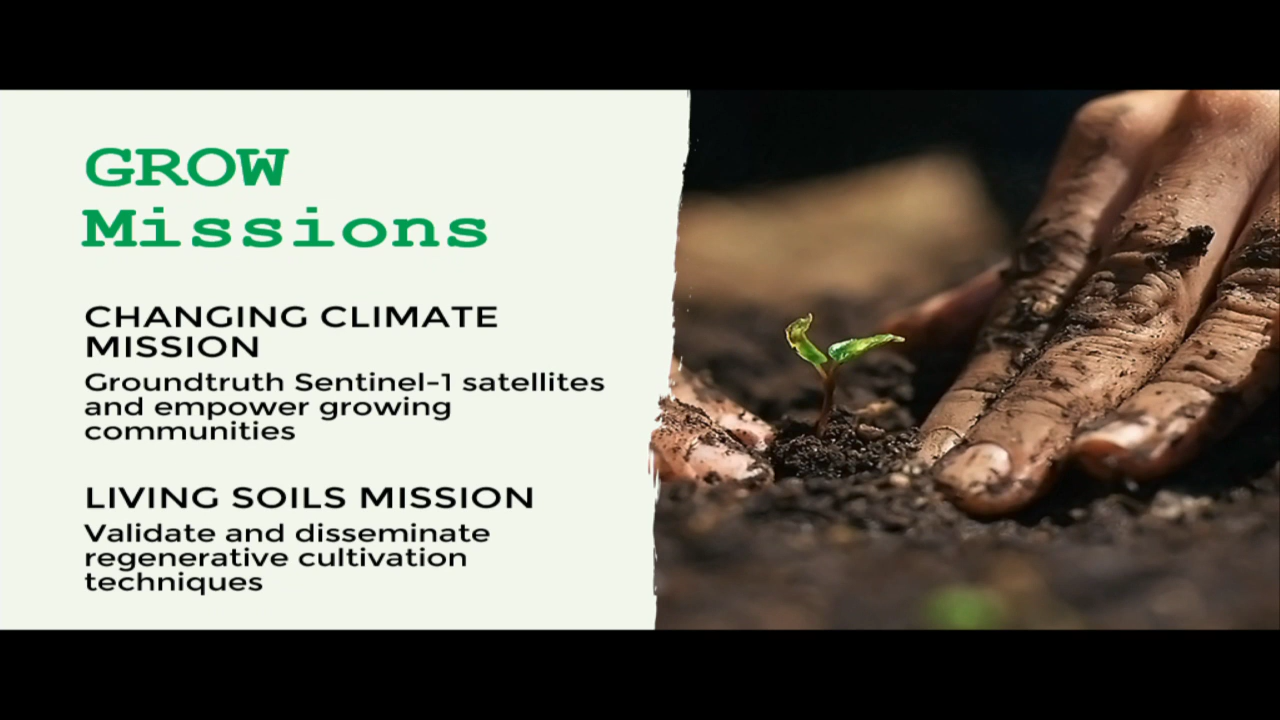 GROW
Missions
CHANGING CLIMATE
MISSION
Groundtruth Sentinel-1 satellites
and empower growing
communities
LIVING SOILS MISSION
Validate and disseminate
regenerative cultivation
techniques